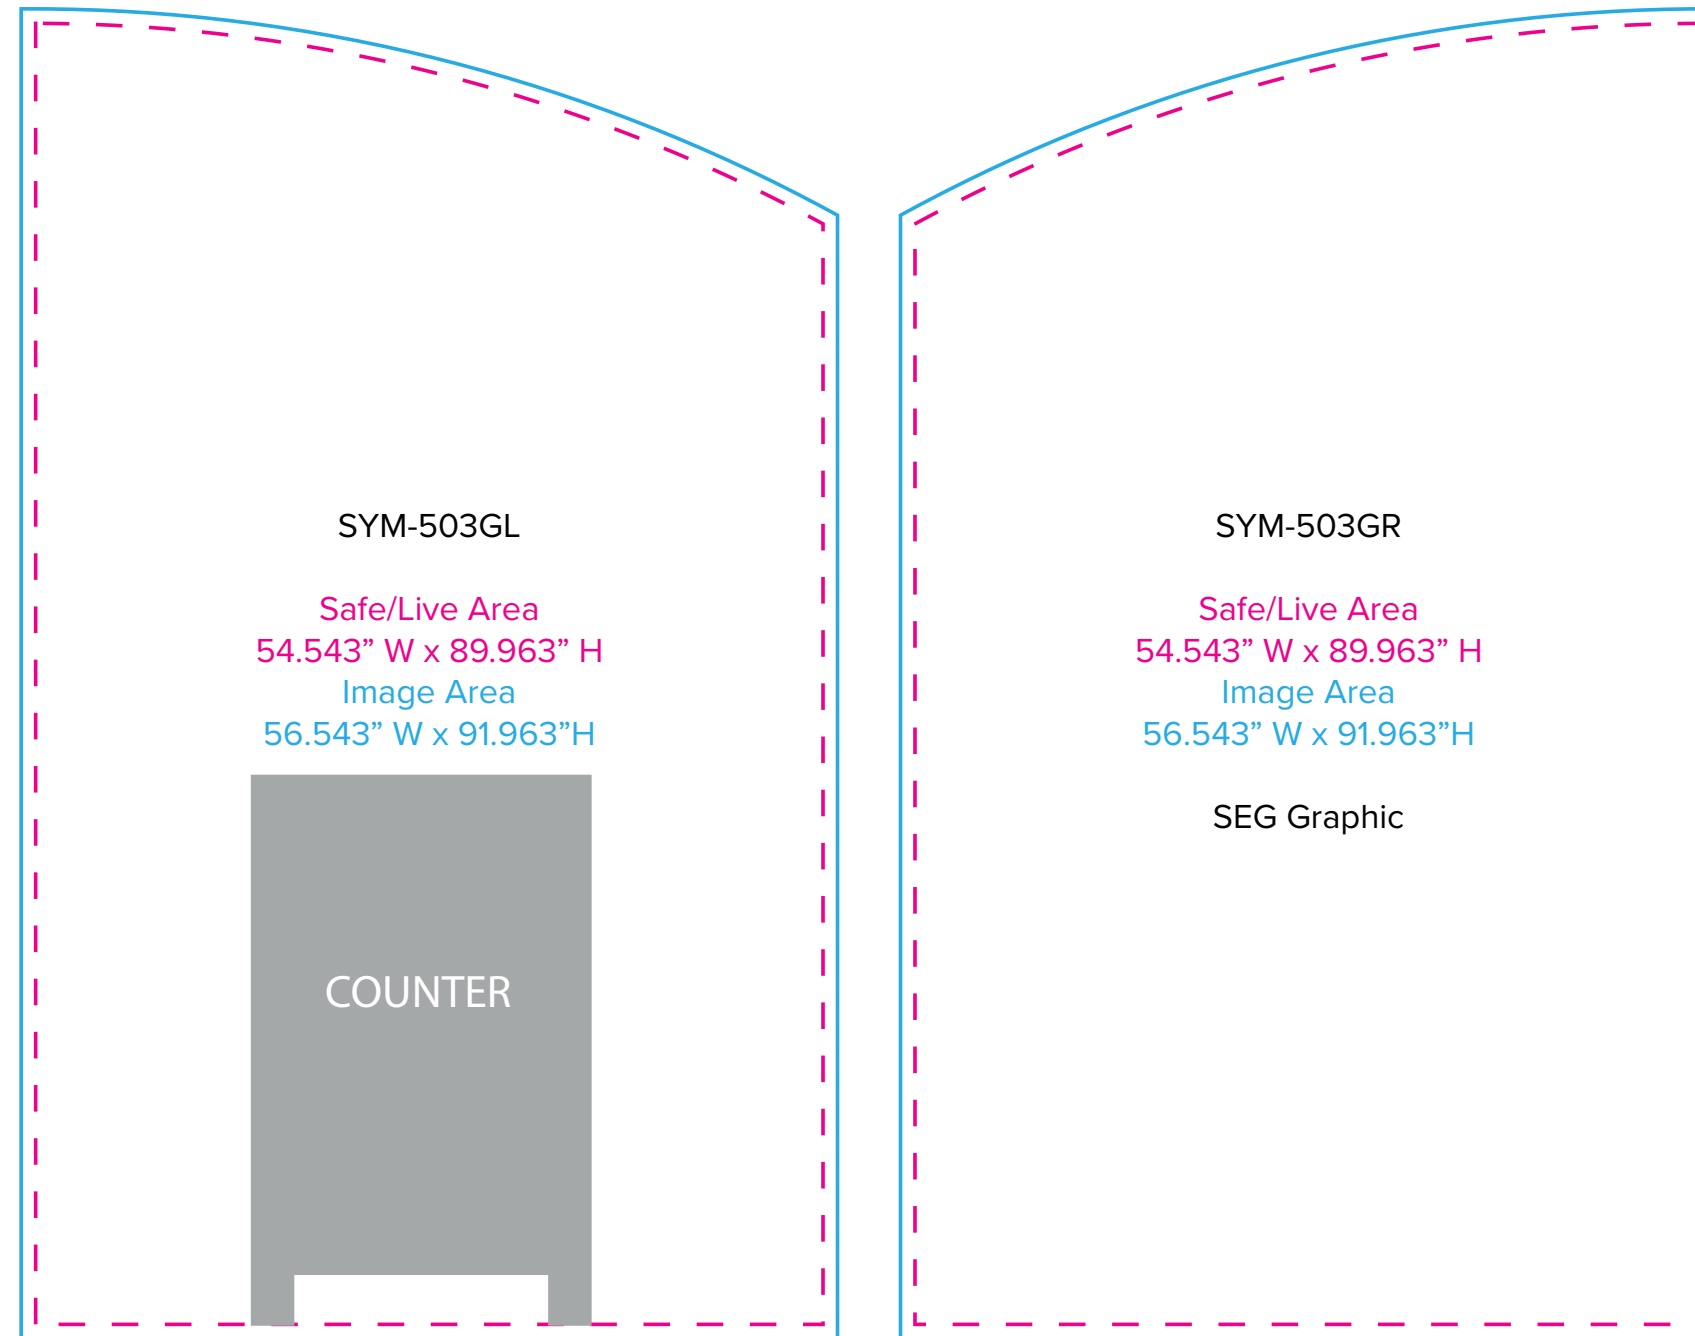 SYM-503GL
Safe/Live Area
54.543” W x 89.963” H
Image Area
56.543” W x 91.963”H
COUNTER
SYM-503GR
Safe/Live Area
54.543” W x 89.963” H
Image Area
56.543” W x 91.963”H
SEG Graphic